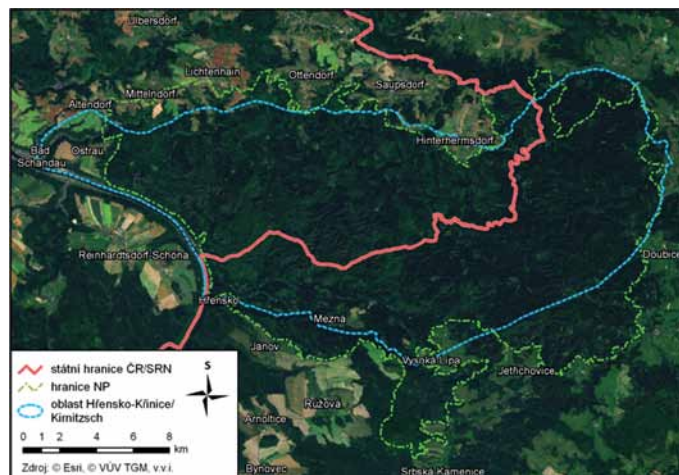 Ulbersdorf
Lichtenhain
Ottendorf
Mittelndorf
Saupsdorf
Altendorf
Hinterhermsdorf
Bad
Schandau
Ostrau
Reinhardtsdorf-Schöna
Doubice
Hřensko
Mezná
Janov
Vysoká Lípa
Jetřichovice
Růžová
Arnoltice
Bynovec
Srbská Kamenice
státní hranice ČR/SRN
hranice NP
oblast Hřensko-Křinice/
Kirnitzsch
S
0 1 2 4 6 8
km
Zdroj: © Esri, © VÚV TGM, v.v.i.